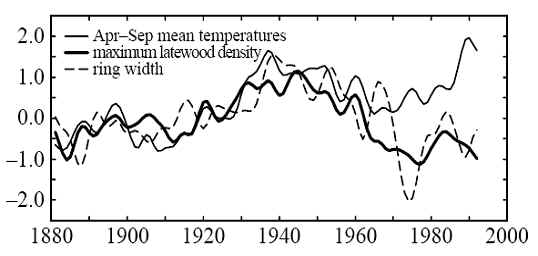 2.0
1.0
0.0
−1.0
−2.0
Apr–Sep mean temperatures
maximum latewood density
ring width
1880 1900 1920 1940 1960 1980 2000